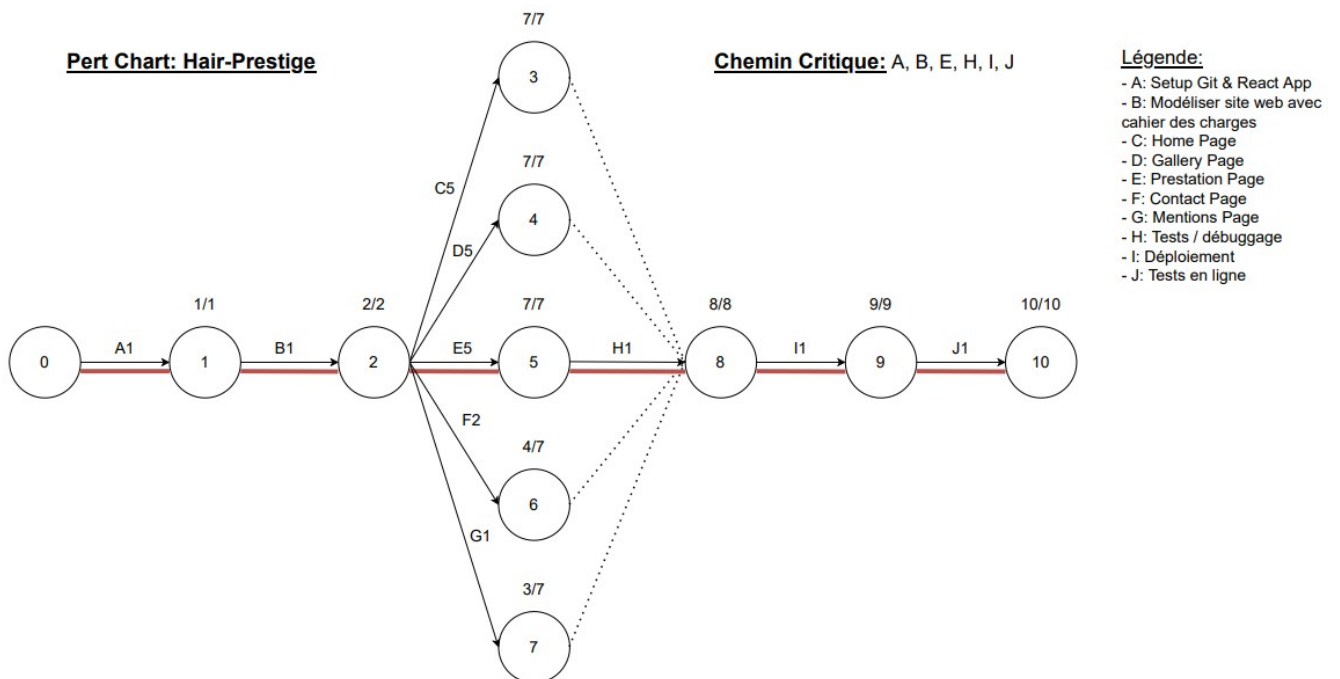 Pert Chart: Hair-Prestige
Chemin Critique: A, B, E, H, I, J
Légende:
- A: Setup Git & React App
- B: Modéliser site web avec
cahier des charges
- C: Home Page
- D: Gallery Page
- E: Prestation Page
- F: Contact Page
- G: Mentions Page
- H: Tests / débuggage
- I: Déploiement
- J: Tests en ligne
7/7
3
C5
7/7
4
D5
1/1
2/2
7/7
8/8
9/9
10/10
0
A1
1
B1
2
E5
5
H1
8
I1
9
J1
10
F2
4/7
6
G1
3/7
7